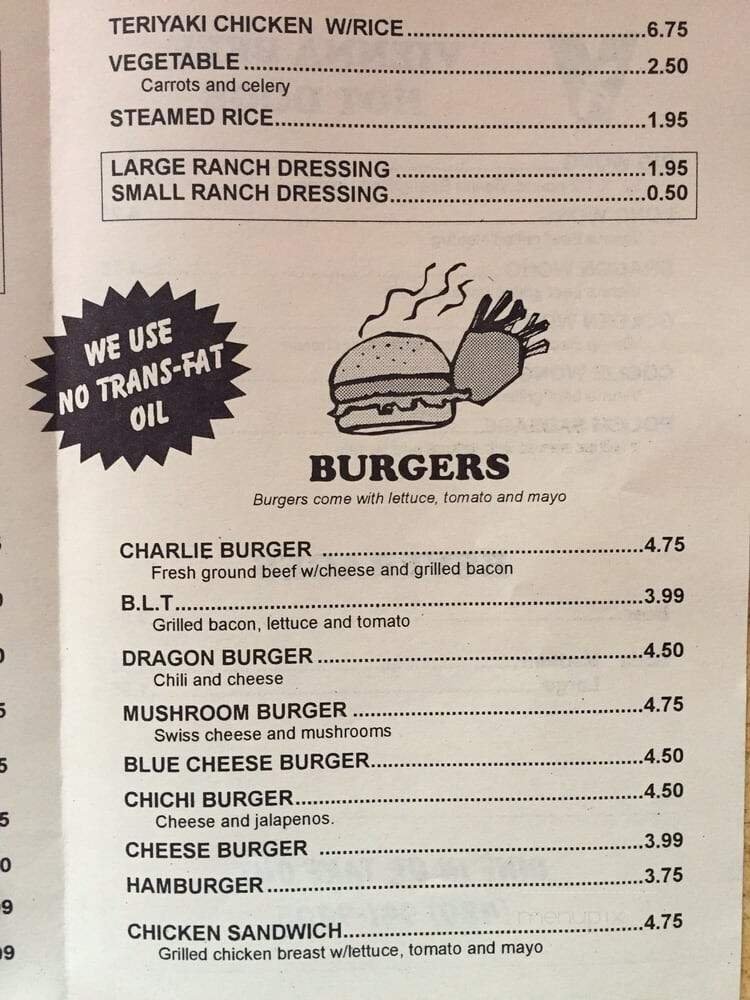 TERIYAKI CHICKEN W/RICE..........6.75
VEGETABLE..........2.50
Carrots and celery
STEAMED RICE..........1.95
LARGE RANCH DRESSING ..........1.95
SMALL RANCH DRESSING..........0.50
WE USE
NO TRANS-FAT
OIL
BURGERS
Burgers come with lettuce, tomato and mayo
CHARLIE BURGER ..........4.75
Fresh ground beef w/cheese and grilled bacon
B.L.T..........3.99
Grilled bacon, lettuce and tomato
DRAGON BURGER ..........4.50
Chili and cheese
MUSHROOM BURGER ..........4.75
Swiss cheese and mushrooms
BLUE CHEESE BURGER..........4.50
CHICHI BURGER..........4.50
Cheese and jalapenos.
CHEESE BURGER ..........3.99
HAMBURGER..........3.75
CHICKEN SANDWICH..........4.75
Grilled chicken breast w/lettuce, tomato and mayo
menupix